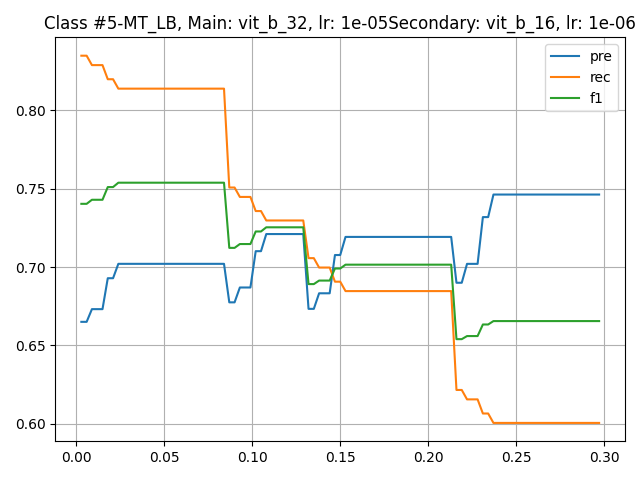 Class #5-MT_LB, Main: vit_b_32, lr: 1e-05Secondary: vit_b_16, lr: 1e-06
pre
rec
f1
0.80
0.75
0.70
0.65
0.60
0.00 0.05 0.10 0.15 0.20 0.25 0.30